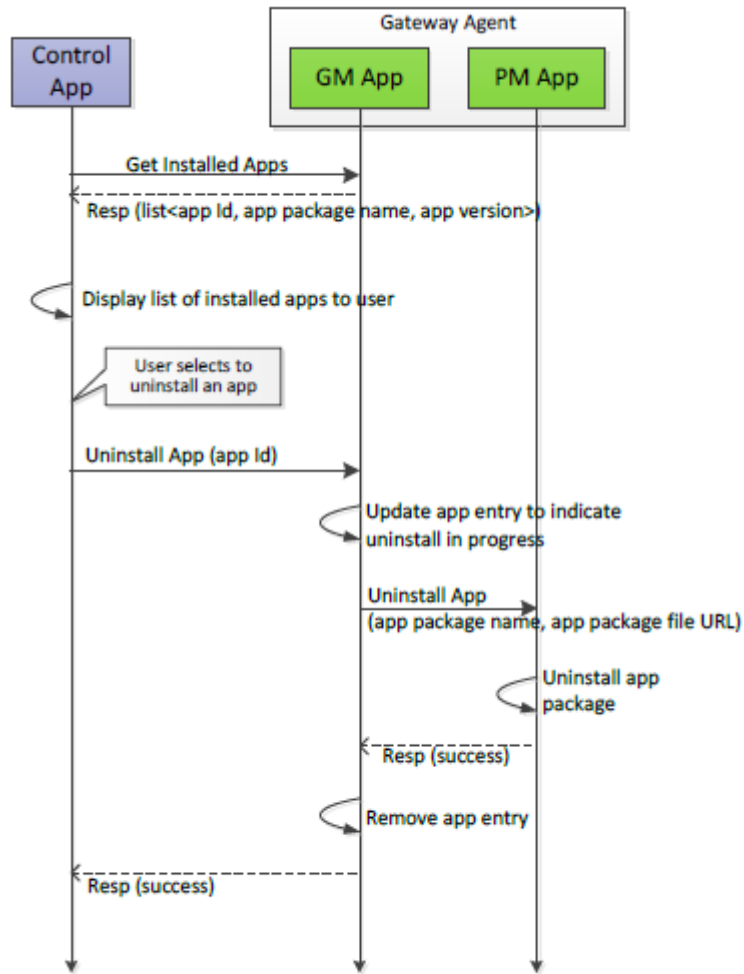 Gateway Agent
Control
App
GM App
PM App
Get Installed Apps
Resp (list<app Id, app package name, app version>)
Display list of installed apps to user
User selects to
uninstall an app
Uninstall App (app Id)
Update app entry to indicate
uninstall in progress
Uninstall App
(app package name, app package file URL)
Uninstall app
package
Resp (success)
Remove app entry
Resp (success)